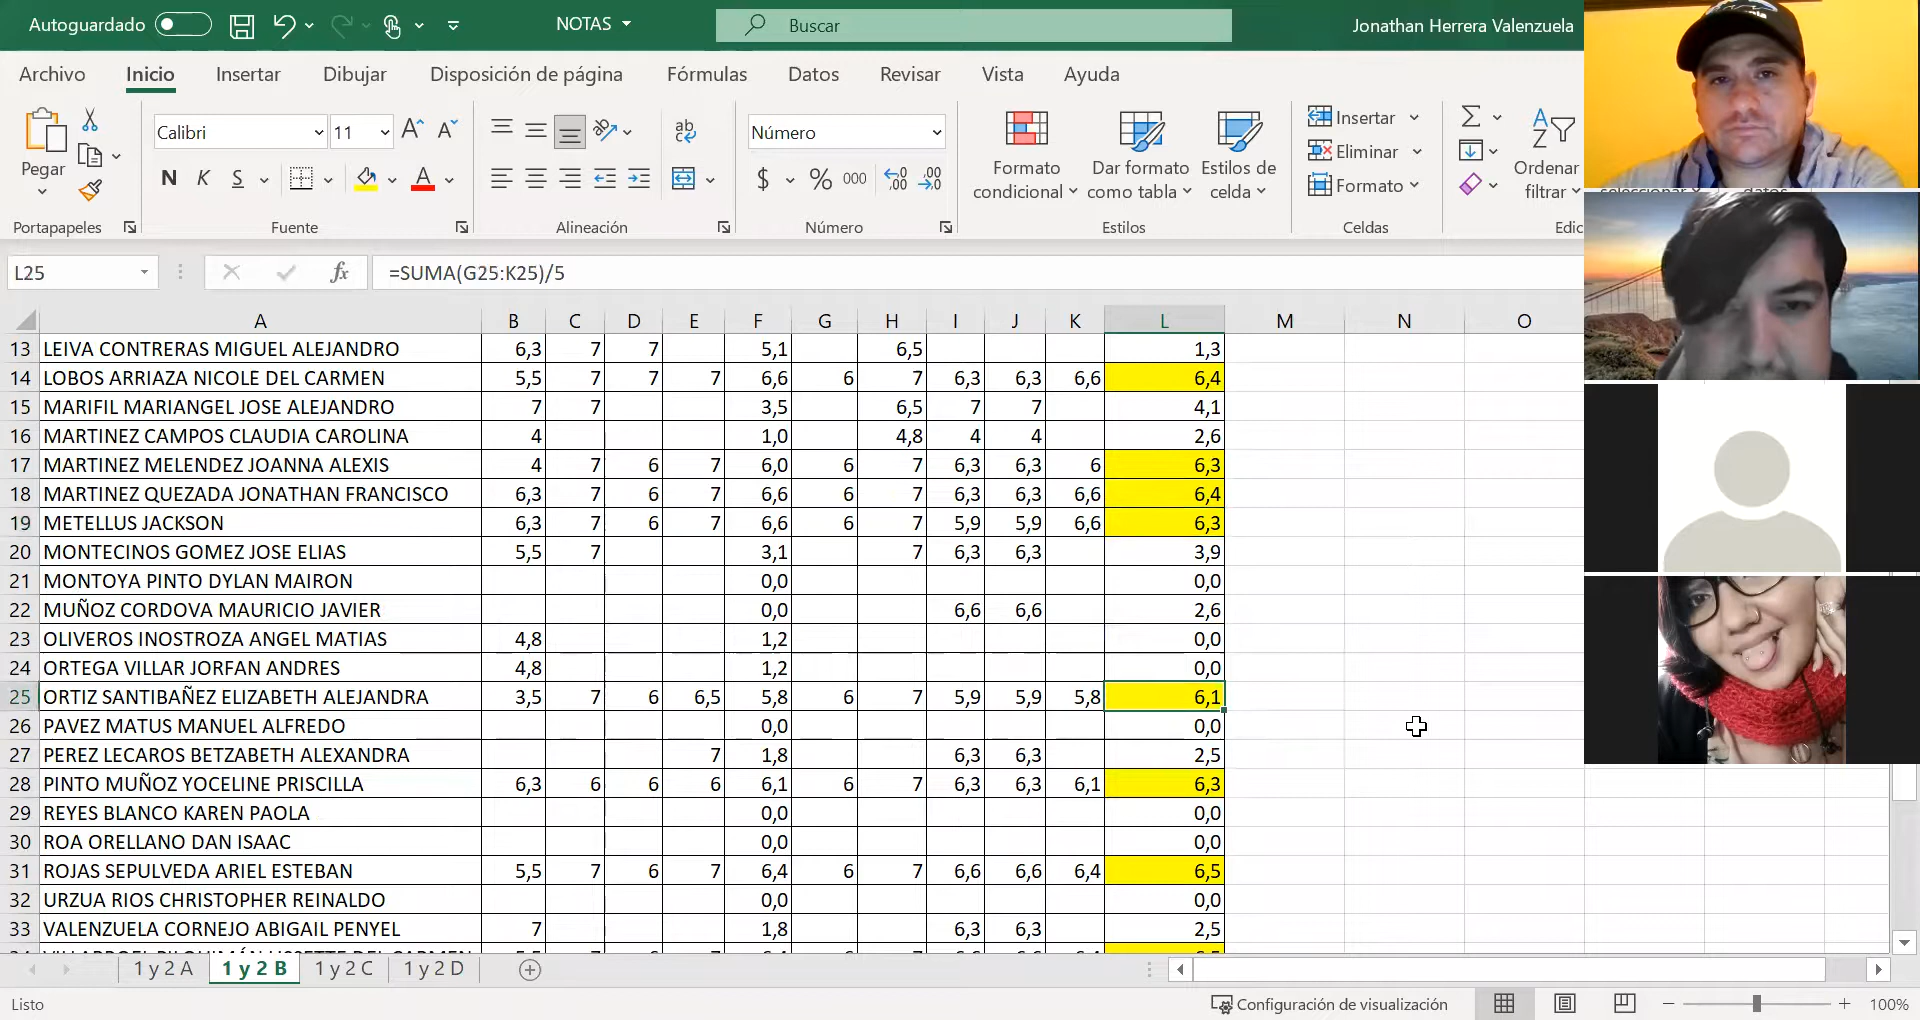 Autoguardado NOTAS Buscar Jonathan Herrera Valenzuela
Archivo Inicio Insertar Dibujar Disposición de página Fórmulas Datos Revisar Vista Ayuda
Calibri 11 Número Insertar
Eliminar
Pegar Formato Dar formato Estilos de Ordenar
N K S $ % 000 condicional como tabla celda Formato filtrar
Portapapeles Fuente Alineación Número Estilos Celdas Edic
L25 fx =SUMA(G25:K25)/5
A B C D E F G H I J K L M N O
13 LEIVA CONTRERAS MIGUEL ALEJANDRO 6,3 7 7 5,1 6,5 1,3
14 LOBOS ARRIAZA NICOLE DEL CARMEN 5,5 7 7 7 6,6 6 7 6,3 6,3 6,6 6,4
15 MARIFIL MARIANGEL JOSE ALEJANDRO 7 7 3,5 6,5 7 7 4,1
16 MARTINEZ CAMPOS CLAUDIA CAROLINA 4 1,0 4,8 4 4 2,6
17 MARTINEZ MELENDEZ JOANNA ALEXIS 4 7 6 7 6,0 6 7 6,3 6,3 6 6,3
18 MARTINEZ QUEZADA JONATHAN FRANCISCO 6,3 7 6 7 6,6 6 7 6,3 6,3 6,6 6,4
19 METELLUS JACKSON 6,3 7 6 7 6,6 6 7 5,9 5,9 6,6 6,3
20 MONTECINOS GOMEZ JOSE ELIAS 5,5 7 3,1 7 6,3 6,3 3,9
21 MONTOYA PINTO DYLAN MAIRON 0,0 0,0
22 MUÑOZ CORDOVA MAURICIO JAVIER 0,0 6,6 6,6 2,6
23 OLIVEROS INOSTROZA ANGEL MATIAS 4,8 1,2 0,0
24 ORTEGA VILLAR JORFAN ANDRES 4,8 1,2 0,0
25 ORTIZ SANTIBAÑEZ ELIZABETH ALEJANDRA 3,5 7 6 6,5 5,8 6 7 5,9 5,9 5,8 6,1
26 PAVEZ MATUS MANUEL ALFREDO 0,0 0,0
27 PEREZ LECAROS BETZABETH ALEXANDRA 7 1,8 6,3 6,3 2,5
28 PINTO MUÑOZ YOCELINE PRISCILLA 6,3 6 6 6 6,1 6 7 6,3 6,3 6,1 6,3
29 REYES BLANCO KAREN PAOLA 0,0 0,0
30 ROA ORELLANO DAN ISAAC 0,0 0,0
31 ROJAS SEPULVEDA ARIEL ESTEBAN 5,5 7 6 7 6,4 6 7 6,6 6,6 6,4 6,5
32 URZUA RIOS CHRISTOPHER REINALDO 0,0 0,0
33 VALENZUELA CORNEJO ABIGAIL PENYEL 7 1,8 6,3 6,3 2,5
1 y 2 A 1 y 2 B 1 y 2 C 1 y 2 D
Listo Configuración de visualización 100%